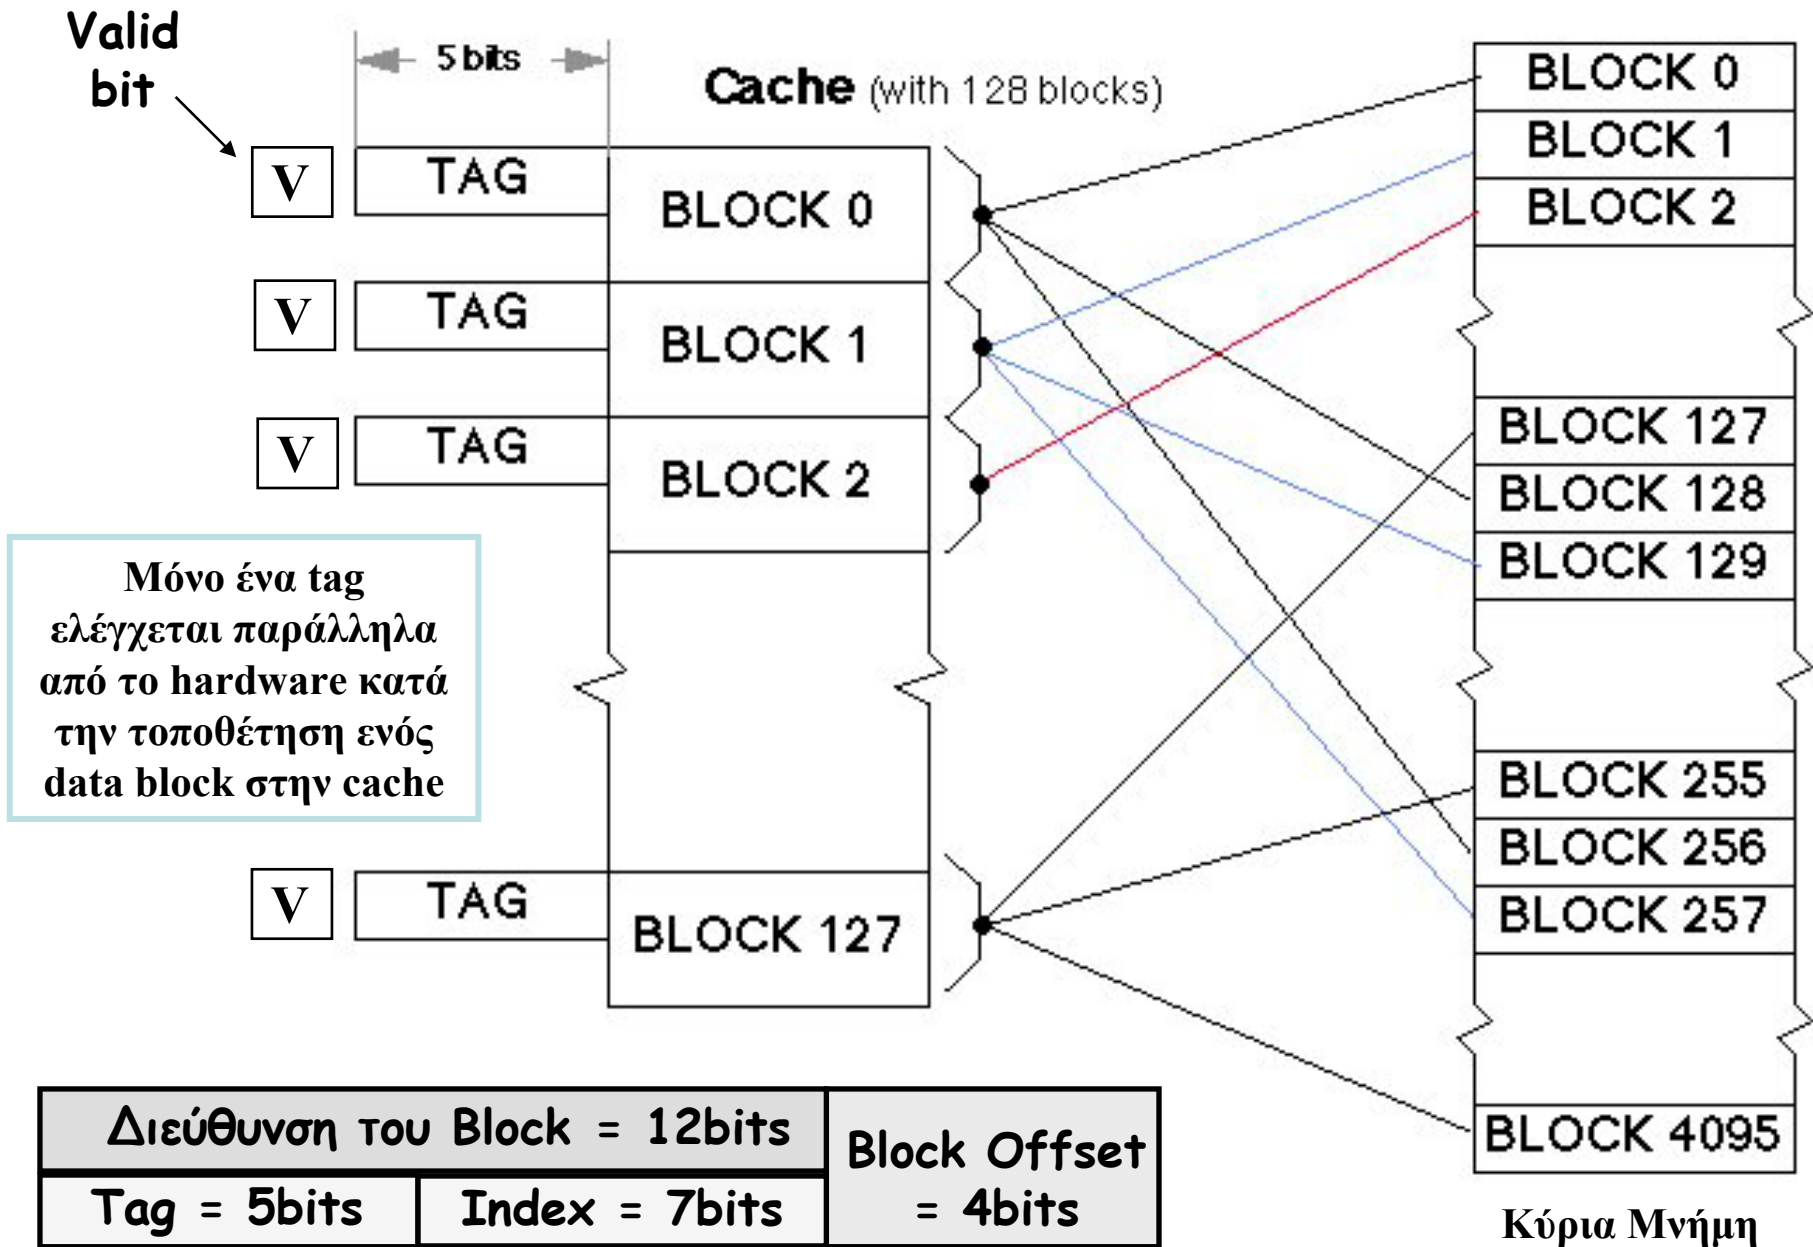 Valid
bit
5 bits
Cache (with 128 blocks)
V
TAG
BLOCK 0
V
TAG
BLOCK 1
V
TAG
BLOCK 2
Μόνο ένα tag
ελέγχεται παράλληλα
από το hardware κατά
την τοποθέτηση ενός
data block στην cache
V
TAG
BLOCK 127
BLOCK 0
BLOCK 1
BLOCK 2
BLOCK 127
BLOCK 128
BLOCK 129
BLOCK 255
BLOCK 256
BLOCK 257
BLOCK 4095
Κύρια Μνήμη
Διεύθυνση του Block = 12bits
Tag = 5bits
Index = 7bits
Block Offset
= 4bits